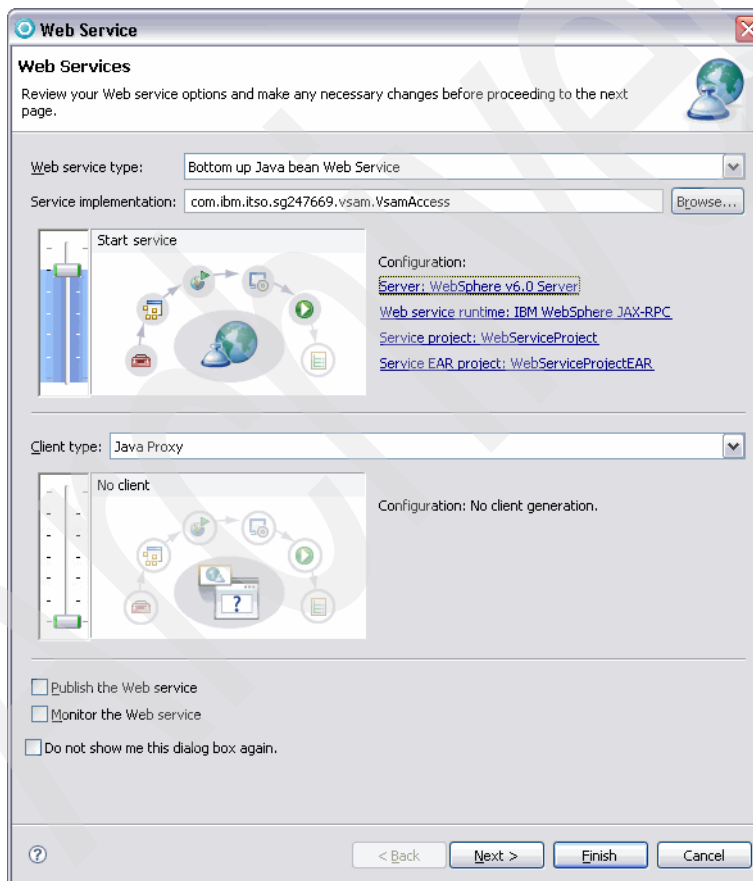 Web Service
Web Services
Review your Web service options and make any necessary changes before proceeding to the next
page.
Web service type: Bottom up Java bean Web Service
Service implementation: com.ibm.itso.sg247669.vsam.VsamAccess Browse...
Start service
Configuration:
Server: WebSphere v6.0 Server
Web service runtime: IBM WebSphere JAX-RPC
Service project: WebServiceProject
Service EAR project: WebServiceProjectEAR
Client type: Java Proxy
No client
Configuration: No client generation.
?
Publish the Web service
Monitor the Web service
Do not show me this dialog box again.
? < Back Next > Finish Cancel